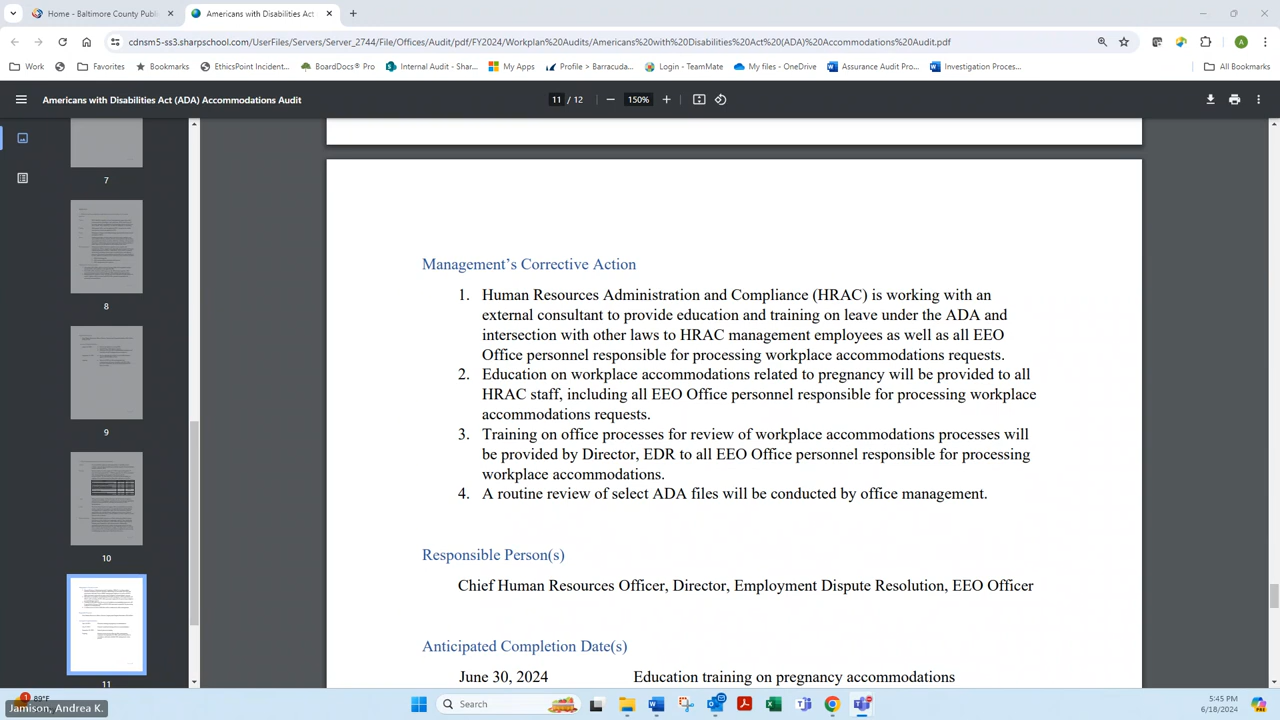 Home - Baltimore County Publ
Americans with Disabilities Act
cdnsm5-ss3.sharpschool.com/UserFiles/Servers/Server_2744/File/Offices/Audit/pdf/FY2024/Workplan%20Audits/Americans%20with%20Disabilities%20Act%20(ADA)%20Accommodations%20Audit.pdf
A
Work
Favorites
Bookmarks
EthicsPoint Incident...
BoardDocs® Pro
Internal Audit - Shar...
My Apps
Profile > Barracuda...
Login - TeamMate
My files - OneDrive
Assurance Audit Pro...
Investigation Proces...
All Bookmarks
Americans with Disabilities Act (ADA) Accommodations Audit
11 / 12
150%
7
8
9
10
11
Management's Corrective Action
1. Human Resources Administration and Compliance (HRAC) is working with an
external consultant to provide education and training on leave under the ADA and
intersection with other laws to HRAC management employees as well as all EEO
Office personnel responsible for processing workplace accommodations requests.
2. Education on workplace accommodations related to pregnancy will be provided to all
HRAC staff, including all EEO Office personnel responsible for processing workplace
accommodations requests.
3. Training on office processes for review of workplace accommodations processes will
be provided by Director, EDR to all EEO Office personnel responsible for processing
workplace accommodations.
4. A routine review of select ADA files will be conducted by office management.
Responsible Person(s)
Chief Human Resources Officer, Director, Employment Dispute Resolution, EEO Officer
Anticipated Completion Date(s)
June 30, 2024 Education training on pregnancy accommodations
89°F
Jamison, Andrea K.
Search
5:45 PM
6/18/2024